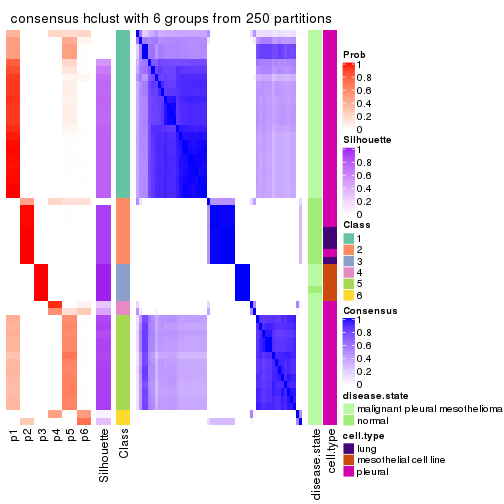 consensus hclust with 6 groups from 250 partitions
Prob
1
0.8
0.6
0.4
0.2
0
Silhouette
1
0.8
0.6
0.4
0.2
0
Class
1
2
3
4
5
6
Consensus
1
0.8
0.6
0.4
0.2
0
disease.state
malignant pleural mesothelioma
normal
cell.type
lung
mesothelial cell line
pleural
p1
p2
p3
p4
p5
p6
Silhouette
Class
disease.state
cell.type